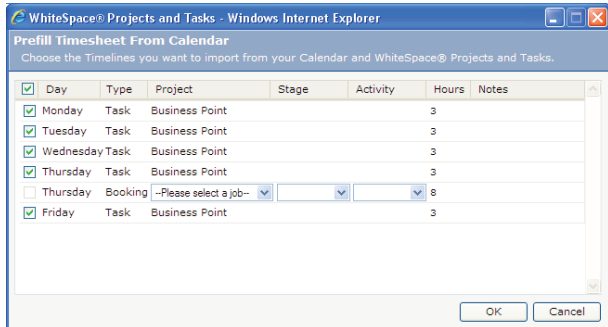 WhiteSpace® Projects and Tasks - Windows Internet Explorer
Prefill Timesheet From Calendar
Choose the Timelines you want to import from your Calendar and WhiteSpace® Projects and Tasks.
Day Type Project Stage Activity Hours Notes
Monday Task Business Point 3
Tuesday Task Business Point 3
Wednesday Task Business Point 3
Thursday Task Business Point 3
Thursday Booking --Please select a job-- 8
Friday Task Business Point 3
OK Cancel